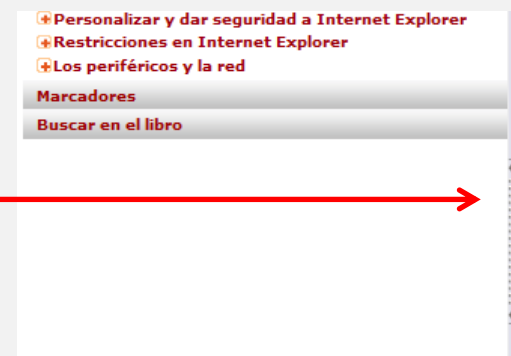 Personalizar y dar seguridad a Internet Explorer
Restricciones en Internet Explorer
Los periféricos y la red
Marcadores
Buscar en el libro